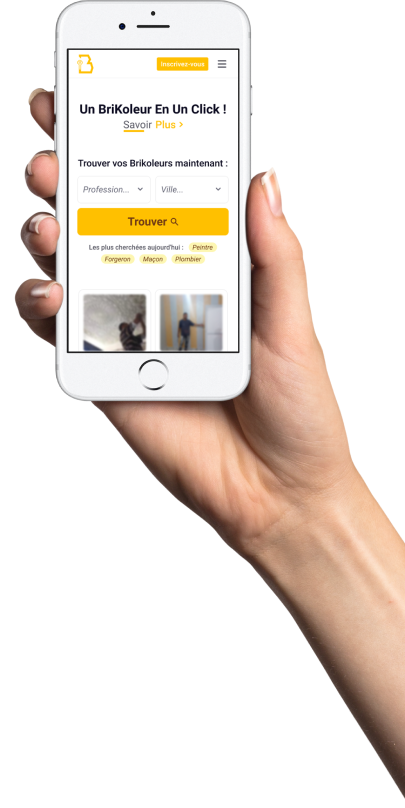 B
Inscrivez-vous
Un BriKoleur En Un Click !
Savoir Plus >
Trouver vos Brikoleurs maintenant :
Profession...
Ville...
Trouver
Les plus cherchées aujourd'hui : Peintre
Forgeron Maçon Plombier